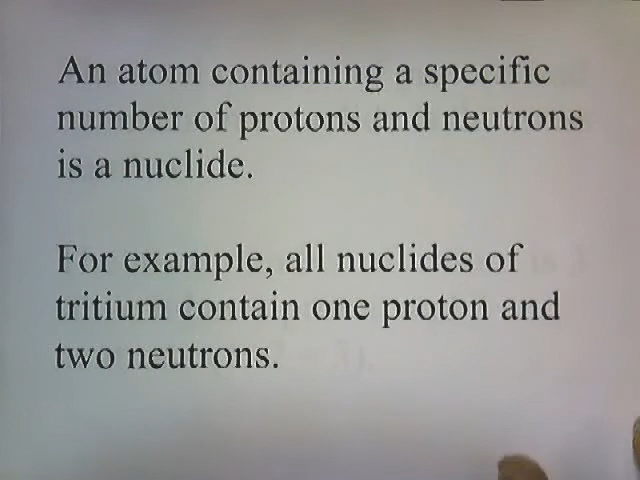 An atom containing a specific
number of protons and neutrons
is a nuclide.
For example, all nuclides of
tritium contain one proton and
two neutrons.